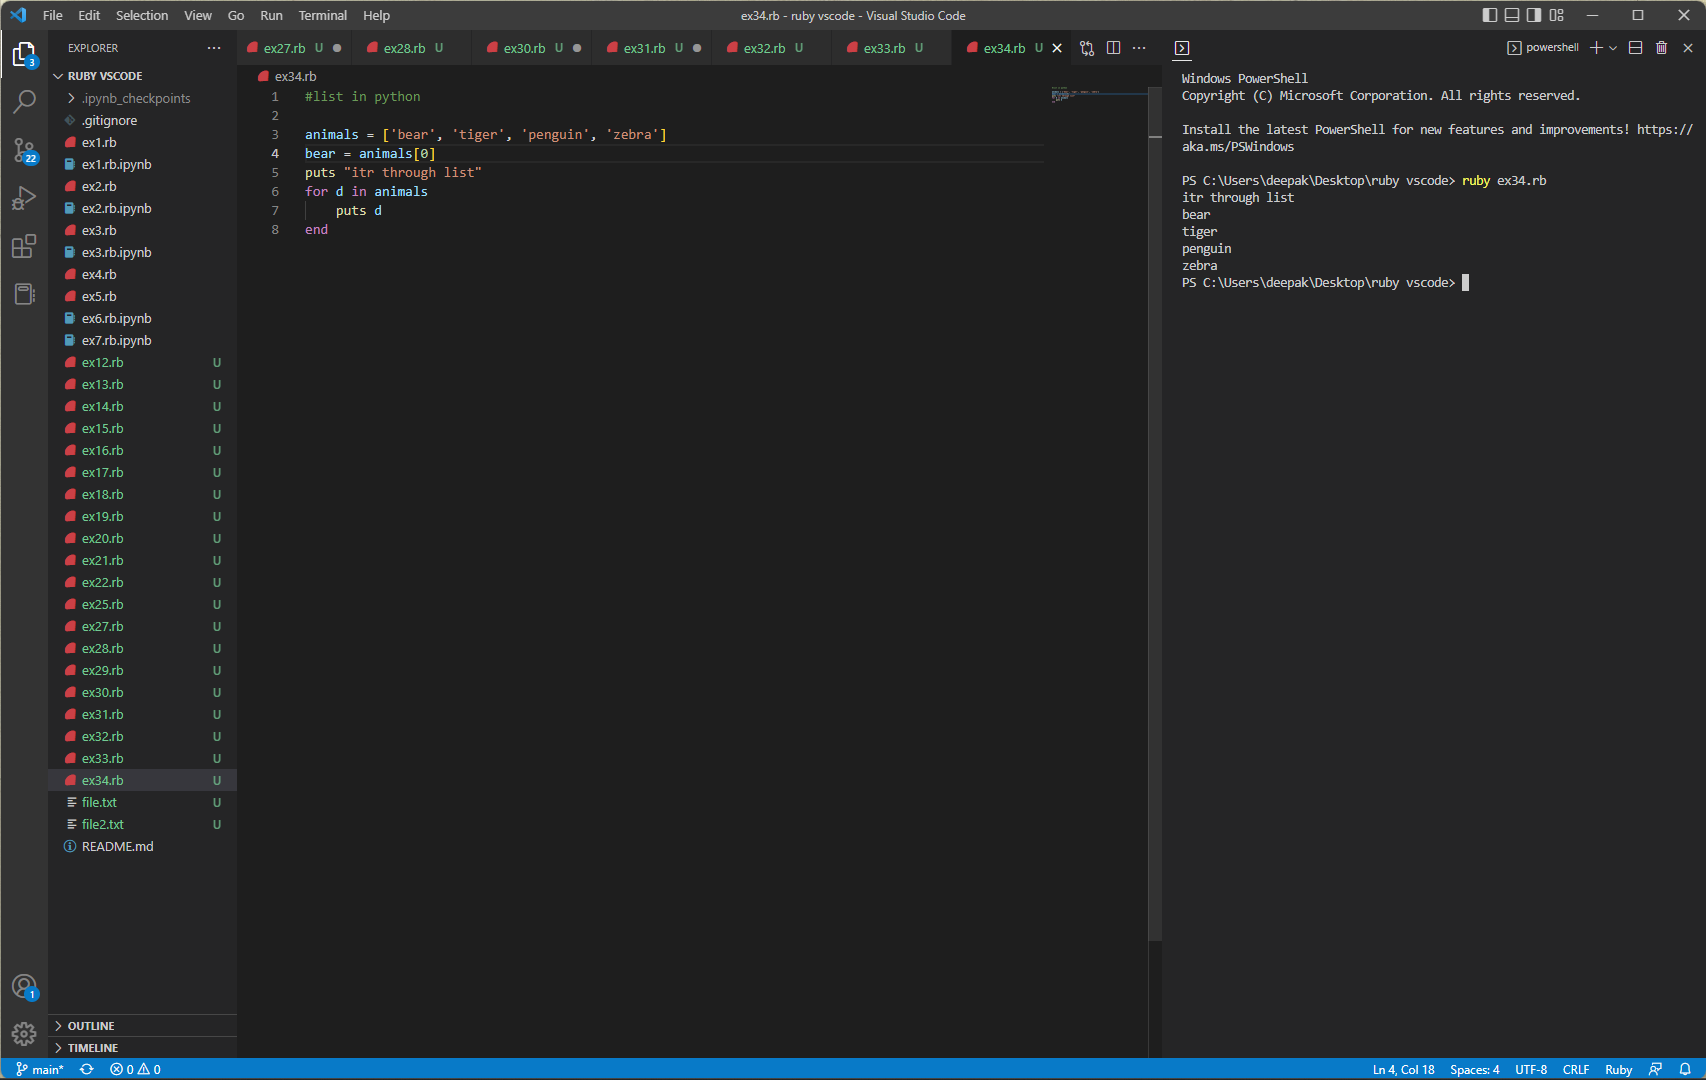 File Edit Selection View Go Run Terminal Help
ex34.rb - ruby vscode - Visual Studio Code
EXPLORER
RUBY VSCODE
.ipynb_checkpoints
.gitignore
ex1.rb
ex1.rb.ipynb
ex2.rb
ex2.rb.ipynb
ex3.rb
ex3.rb.ipynb
ex4.rb
ex5.rb
ex6.rb.ipynb
ex7.rb.ipynb
ex12.rb U
ex13.rb U
ex14.rb U
ex15.rb U
ex16.rb U
ex17.rb U
ex18.rb U
ex19.rb U
ex20.rb U
ex21.rb U
ex22.rb U
ex25.rb U
ex27.rb U
ex28.rb U
ex29.rb U
ex30.rb U
ex31.rb U
ex32.rb U
ex33.rb U
ex34.rb U
file.txt U
file2.txt U
README.md
OUTLINE
TIMELINE
3
22
1
ex27.rb U ex28.rb U ex30.rb U ex31.rb U ex32.rb U ex33.rb U ex34.rb U
ex34.rb
1 #list in python
2
3 animals = ['bear', 'tiger', 'penguin', 'zebra']
4 bear = animals[0]
5 puts "itr through list"
6 for d in animals
7 puts d
8 end
powershell
Windows PowerShell
Copyright (C) Microsoft Corporation. All rights reserved.
Install the latest PowerShell for new features and improvements! https://
aka.ms/PSWindows
PS C:\Users\deepak\Desktop\ruby vscode> ruby ex34.rb
itr through list
bear
tiger
penguin
zebra
PS C:\Users\deepak\Desktop\ruby vscode>
main* 0 0
Ln 4, Col 18 Spaces: 4 UTF-8 CRLF Ruby